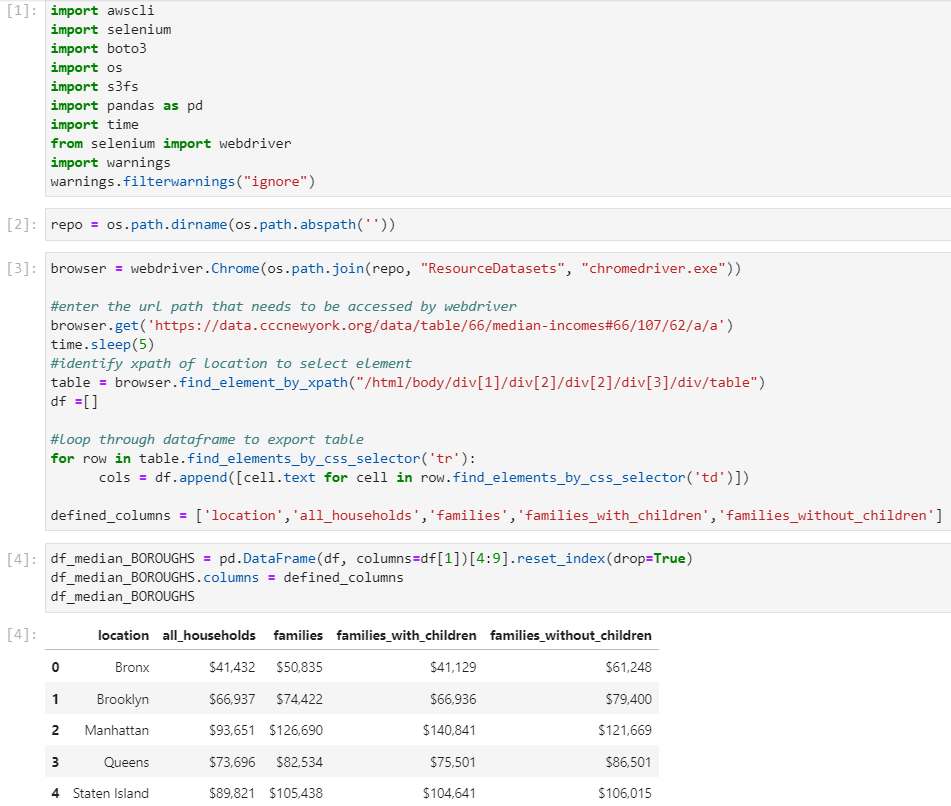 [1]: import awscli
import selenium
import boto3
import os
import s3fs
import pandas as pd
import time
from selenium import webdriver
import warnings
warnings.filterwarnings("ignore")
[2]: repo = os.path.dirname(os.path.abspath(''))
[3]: browser = webdriver.Chrome(os.path.join(repo, "ResourceDatasets", "chromedriver.exe"))
#enter the url path that needs to be accessed by webdriver
browser.get('https://data.cccnewyork.org/data/table/66/median-incomes#66/107/62/a/a')
time.sleep(5)
#identify xpath of location to select element
table = browser.find_element_by_xpath("/html/body/div[1]/div[2]/div[2]/div[3]/div/table")
df =[]
#loop through dataframe to export table
for row in table.find_elements_by_css_selector('tr'):
      cols = df.append([cell.text for cell in row.find_elements_by_css_selector('td')])
defined_columns = ['location','all_households','families','families_with_children','families_without_children']
[4]: df_median_BOROUGHS = pd.DataFrame(df, columns=df[1])[4:9].reset_index(drop=True)
df_median_BOROUGHS.columns = defined_columns
df_median_BOROUGHS
[4]: location all_households families families_with_children families_without_children
0 Bronx $41,432 $50,835 $41,129 $61,248
1 Brooklyn $66,937 $74,422 $66,936 $79,400
2 Manhattan $93,651 $126,690 $140,841 $121,669
3 Queens $73,696 $82,534 $75,501 $86,501
4 Staten Island $89,821 $105,438 $104,641 $106,015